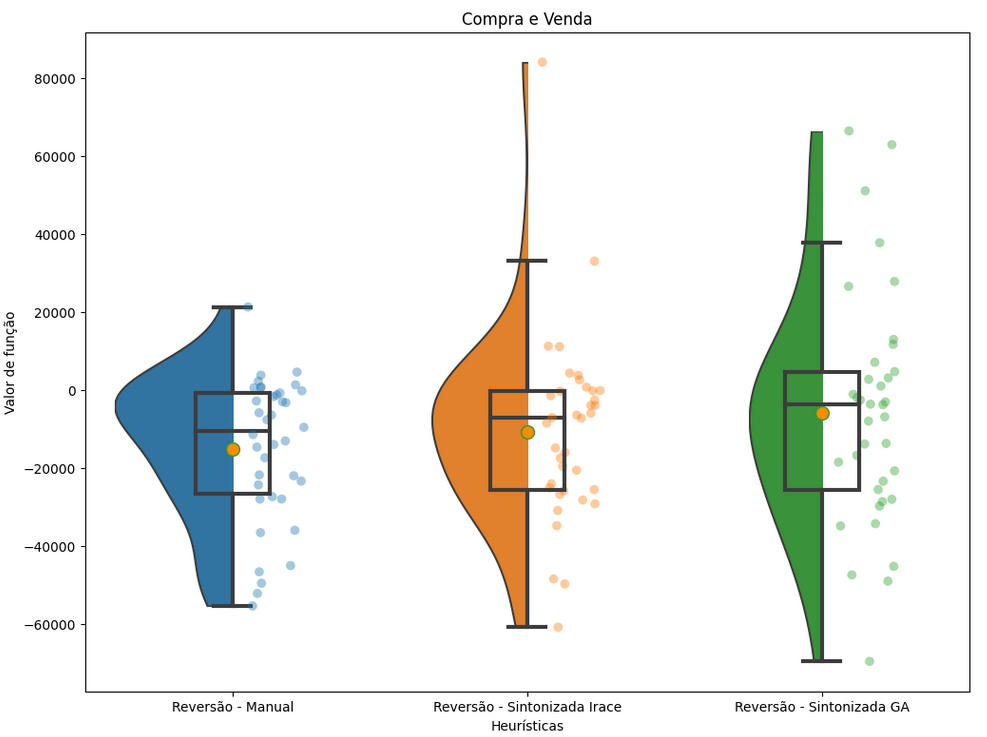 Compra e Venda
Valor de função
80000
60000
40000
20000
0
−20000
−40000
−60000
Reversão - Manual
Reversão - Sintonizada Irace
Reversão - Sintonizada GA
Heurísticas